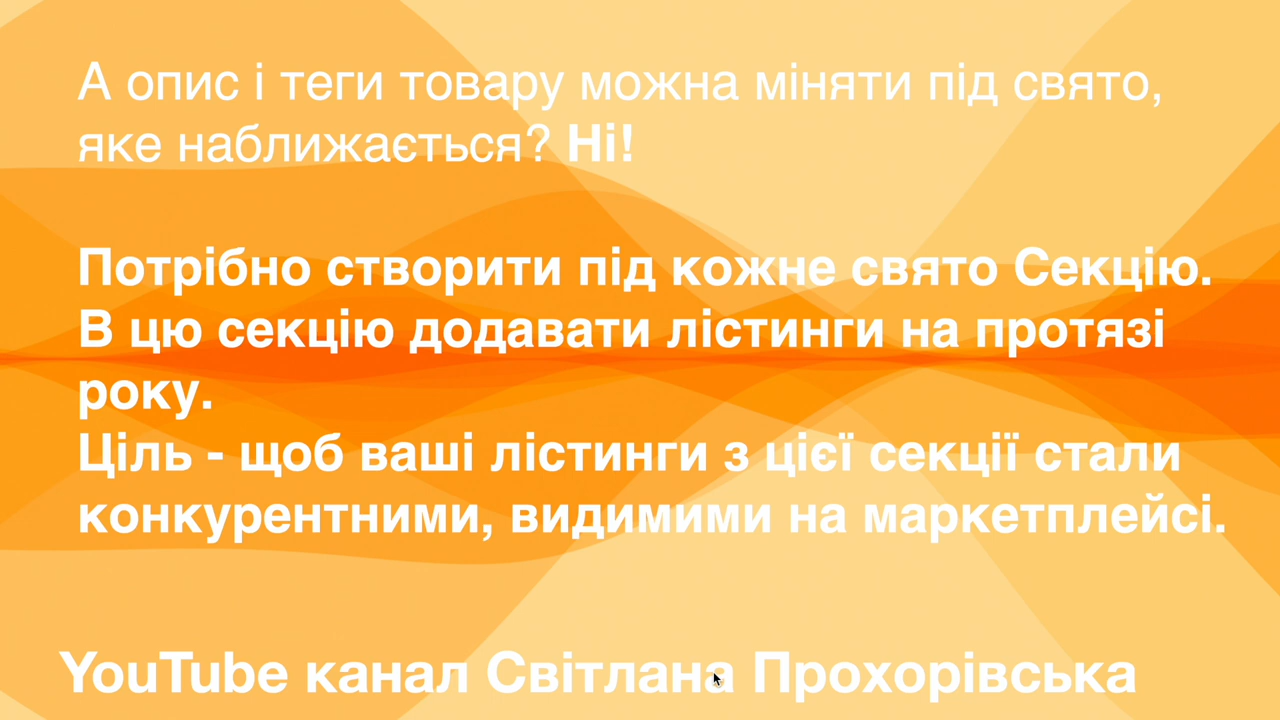 А опис і теги товару можна міняти під свято,
яке наближається? Ні!
Потрібно створити під кожне свято Секцію.
В цю секцію додавати лістинги на протязі
року.
Ціль - щоб ваші лістинги з цієї секції стали
конкурентними, видимими на маркетплейсі.
YouTube канал Світлана Прохорівська